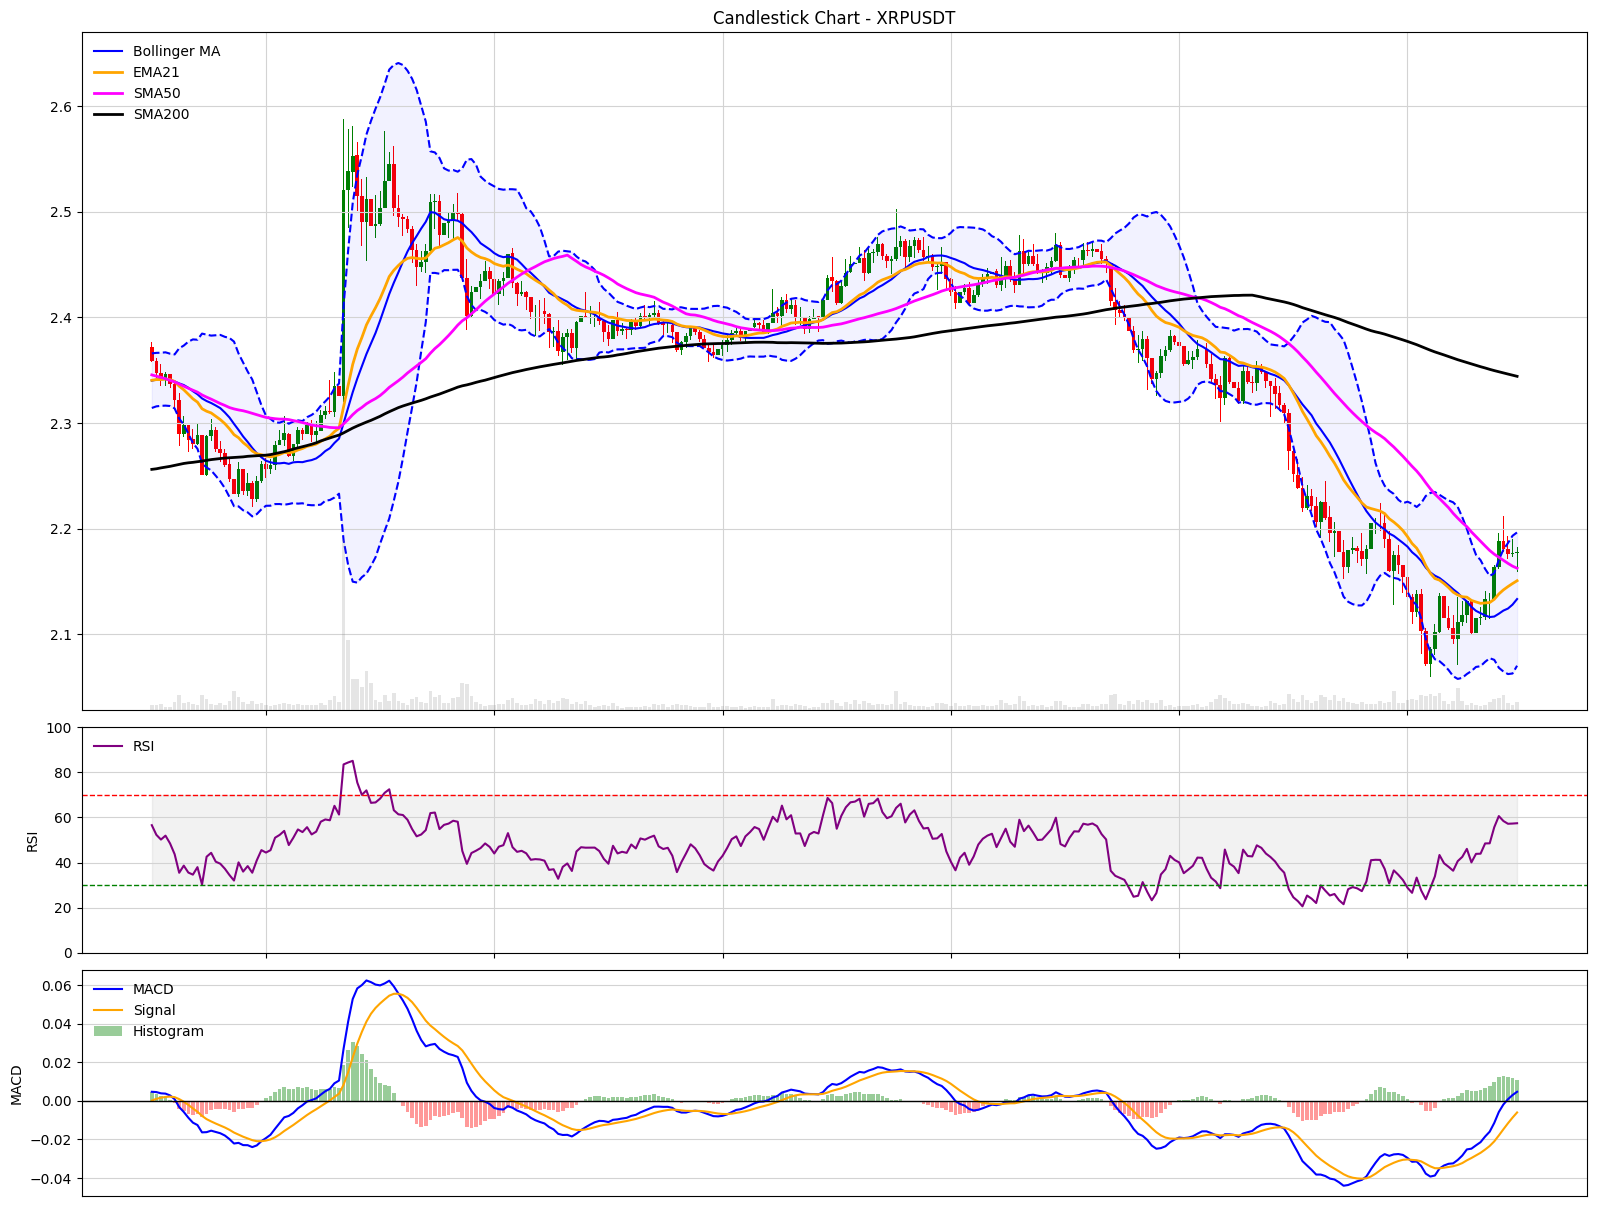 Candlestick Chart - XRPUSDT
Bollinger MA
EMA21
SMA50
SMA200
2.6
2.5
2.4
2.3
2.2
2.1
RSI
100
80
60
40
20
0
RSI
MACD
Signal
Histogram
0.06
0.04
0.02
0.00
−0.02
−0.04
MACD